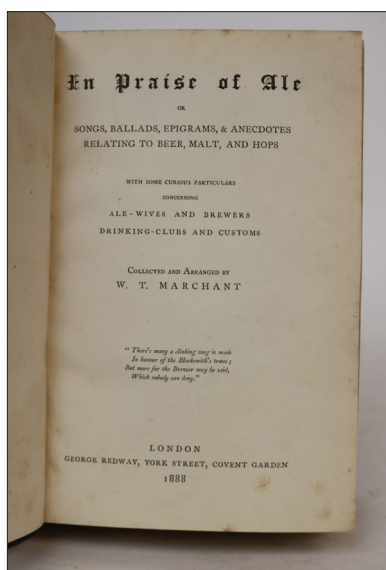 In Praise of Ale
OR
SONGS, BALLADS, EPIGRAMS, & ANECDOTES
RELATING TO BEER, MALT, AND HOPS
WITH SOME CURIOUS PARTICULARS
CONCERNING
ALE-WIVES AND BREWERS
DRINKING-CLUBS AND CUSTOMS
COLLECTED AND ARRANGED BY
W. T. MARCHANT
"There's many a clinking song is made
In honour of the Blacksmith's trade;
But more for the Brewer may be said,
Which nobody can deny."
LONDON
GEORGE REDWAY, YORK STREET, COVENT GARDEN
1888